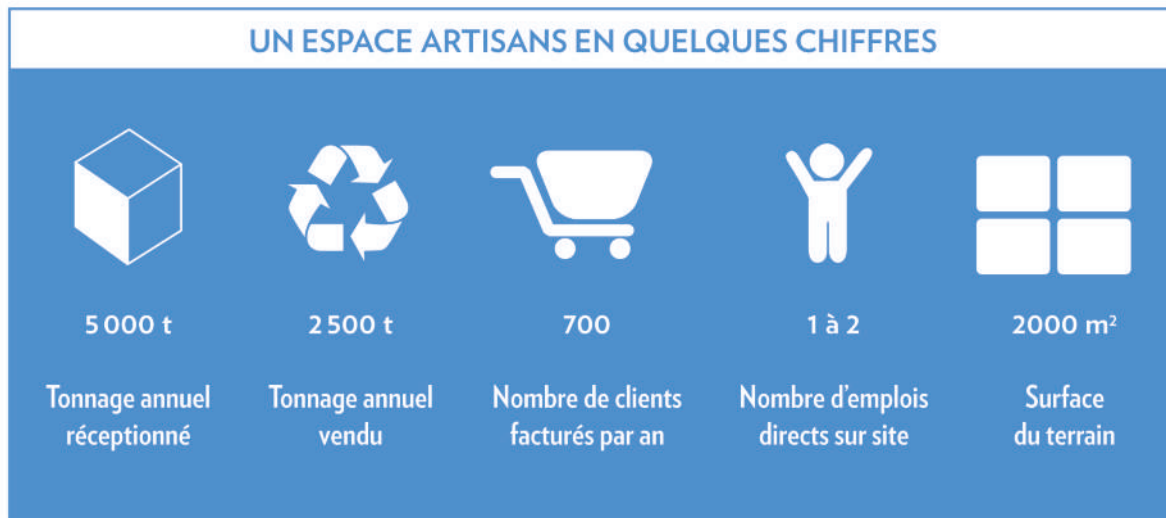 UN ESPACE ARTISANS EN QUELQUES CHIFFRES
5 000 t
Tonnage annuel
réceptionné
2 500 t
Tonnage annuel
vendu
700
Nombre de clients
facturés par an
1 à 2
Nombre d'emplois
directs sur site
2000 m²
Surface
du terrain